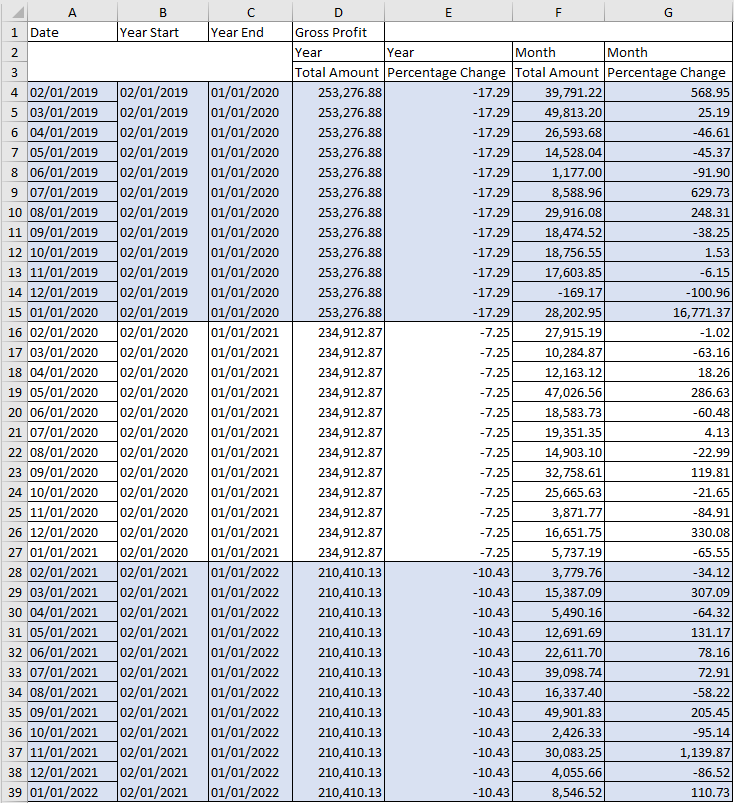 A B C D E F G
1 Date Year Start Year End Gross Profit
2 Year Year Month Month
3 Total Amount Percentage Change Total Amount Percentage Change
4 02/01/2019 02/01/2019 01/01/2020 253,276.88 -17.29 39,791.22 568.95
5 03/01/2019 02/01/2019 01/01/2020 253,276.88 -17.29 49,813.20 25.19
6 04/01/2019 02/01/2019 01/01/2020 253,276.88 -17.29 26,593.68 -46.61
7 05/01/2019 02/01/2019 01/01/2020 253,276.88 -17.29 14,528.04 -45.37
8 06/01/2019 02/01/2019 01/01/2020 253,276.88 -17.29 1,177.00 -91.90
9 07/01/2019 02/01/2019 01/01/2020 253,276.88 -17.29 8,588.96 629.73
10 08/01/2019 02/01/2019 01/01/2020 253,276.88 -17.29 29,916.08 248.31
11 09/01/2019 02/01/2019 01/01/2020 253,276.88 -17.29 18,474.52 -38.25
12 10/01/2019 02/01/2019 01/01/2020 253,276.88 -17.29 18,756.55 1.53
13 11/01/2019 02/01/2019 01/01/2020 253,276.88 -17.29 17,603.85 -6.15
14 12/01/2019 02/01/2019 01/01/2020 253,276.88 -17.29 -169.17 -100.96
15 01/01/2020 02/01/2019 01/01/2020 253,276.88 -17.29 28,202.95 16,771.37
16 02/01/2020 02/01/2020 01/01/2021 234,912.87 -7.25 27,915.19 -1.02
17 03/01/2020 02/01/2020 01/01/2021 234,912.87 -7.25 10,284.87 -63.16
18 04/01/2020 02/01/2020 01/01/2021 234,912.87 -7.25 12,163.12 18.26
19 05/01/2020 02/01/2020 01/01/2021 234,912.87 -7.25 47,026.56 286.63
20 06/01/2020 02/01/2020 01/01/2021 234,912.87 -7.25 18,583.73 -60.48
21 07/01/2020 02/01/2020 01/01/2021 234,912.87 -7.25 19,351.35 4.13
22 08/01/2020 02/01/2020 01/01/2021 234,912.87 -7.25 14,903.10 -22.99
23 09/01/2020 02/01/2020 01/01/2021 234,912.87 -7.25 32,758.61 119.81
24 10/01/2020 02/01/2020 01/01/2021 234,912.87 -7.25 25,665.63 -21.65
25 11/01/2020 02/01/2020 01/01/2021 234,912.87 -7.25 3,871.77 -84.91
26 12/01/2020 02/01/2020 01/01/2021 234,912.87 -7.25 16,651.75 330.08
27 01/01/2021 02/01/2020 01/01/2021 234,912.87 -7.25 5,737.19 -65.55
28 02/01/2021 02/01/2021 01/01/2022 210,410.13 -10.43 3,779.76 -34.12
29 03/01/2021 02/01/2021 01/01/2022 210,410.13 -10.43 15,387.09 307.09
30 04/01/2021 02/01/2021 01/01/2022 210,410.13 -10.43 5,490.16 -64.32
31 05/01/2021 02/01/2021 01/01/2022 210,410.13 -10.43 12,691.69 131.17
32 06/01/2021 02/01/2021 01/01/2022 210,410.13 -10.43 22,611.70 78.16
33 07/01/2021 02/01/2021 01/01/2022 210,410.13 -10.43 39,098.74 72.91
34 08/01/2021 02/01/2021 01/01/2022 210,410.13 -10.43 16,337.40 -58.22
35 09/01/2021 02/01/2021 01/01/2022 210,410.13 -10.43 49,901.83 205.45
36 10/01/2021 02/01/2021 01/01/2022 210,410.13 -10.43 2,426.33 -95.14
37 11/01/2021 02/01/2021 01/01/2022 210,410.13 -10.43 30,083.25 1,139.87
38 12/01/2021 02/01/2021 01/01/2022 210,410.13 -10.43 4,055.66 -86.52
39 01/01/2022 02/01/2021 01/01/2022 210,410.13 -10.43 8,546.52 110.73